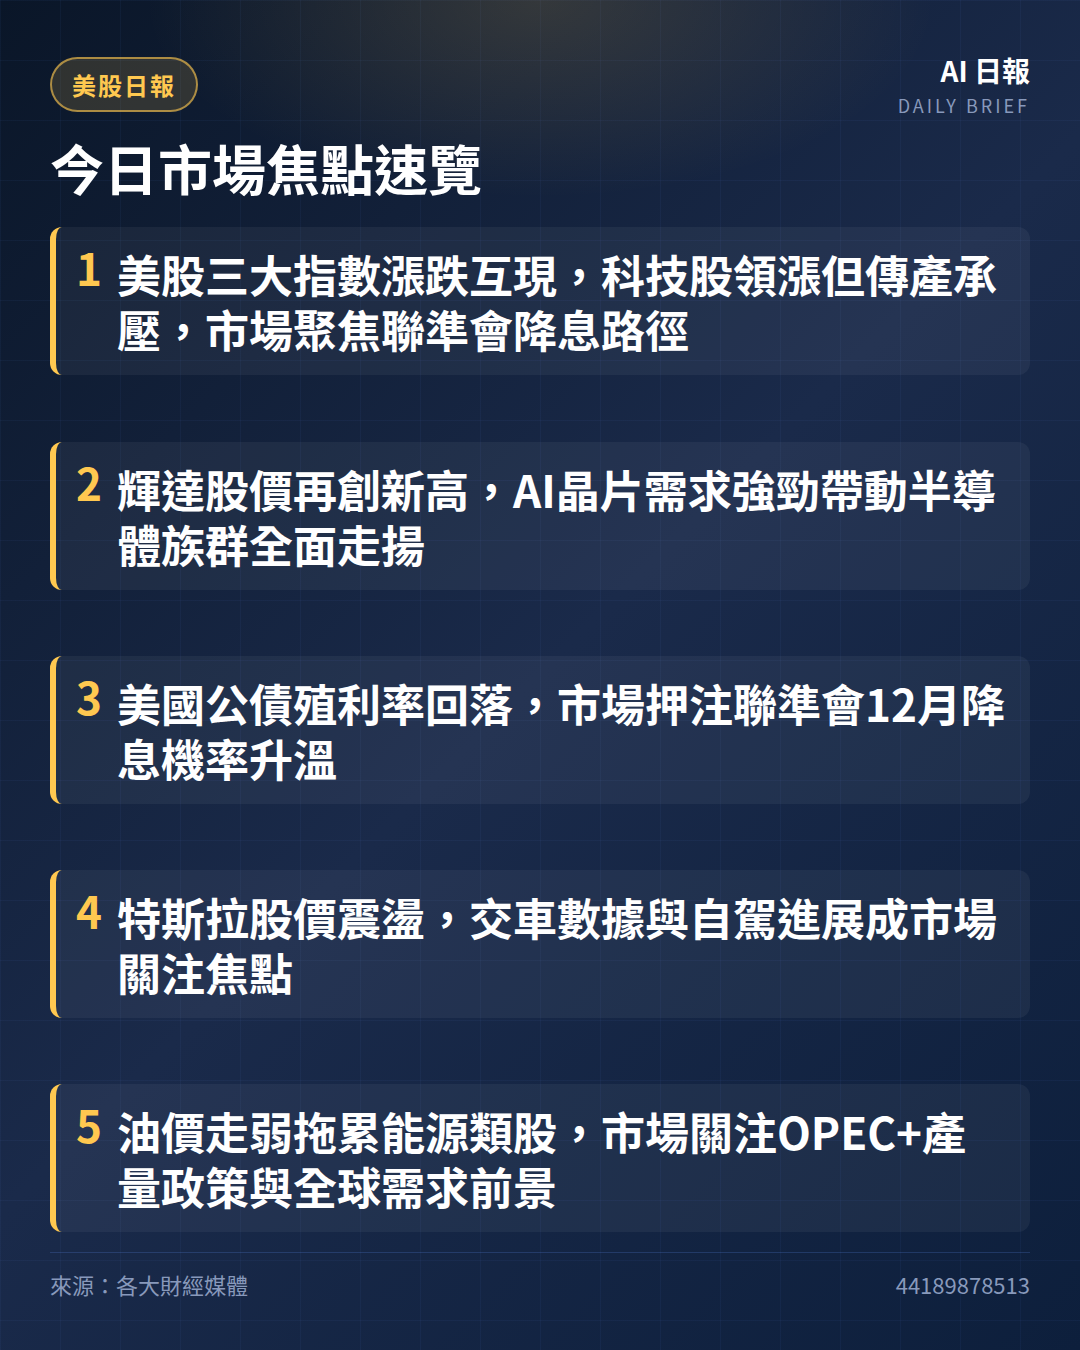 美股日報
AI 日報
DAILY BRIEF
今日市場焦點速覽
1 美股三大指數漲跌互現，科技股領漲但傳產承
壓，市場聚焦聯準會降息路徑
2 輝達股價再創新高，AI晶片需求強勁帶動半導
體族群全面走揚
3 美國公債殖利率回落，市場押注聯準會12月降
息機率升溫
4 特斯拉股價震盪，交車數據與自駕進展成市場
關注焦點
5 油價走弱拖累能源類股，市場關注OPEC+產
量政策與全球需求前景
來源：各大財經媒體
44189878513